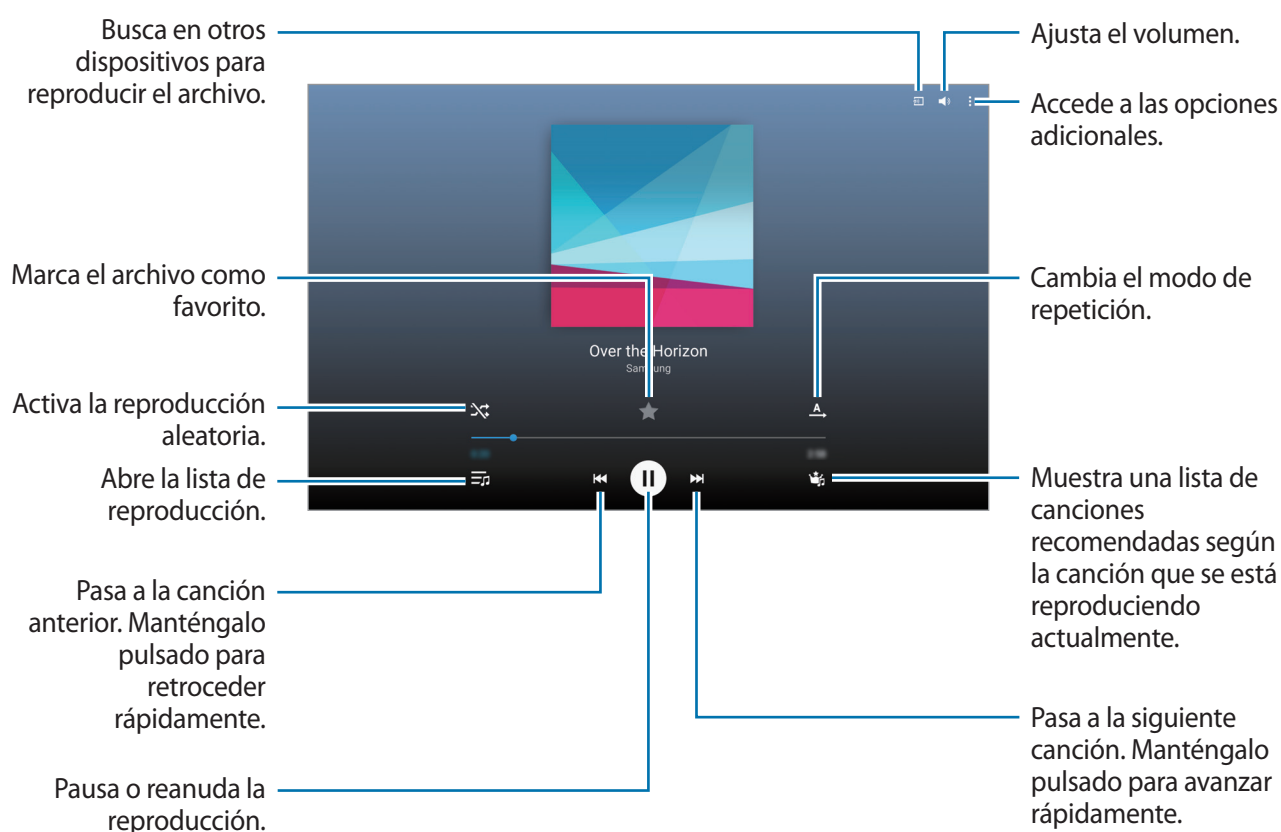 Busca en otros
dispositivos para
reproducir el archivo.
Ajusta el volumen.
Accede a las opciones
adicionales.
Marca el archivo como
favorito.
Cambia el modo de
repetición.
Over the Horizon
Samsung
Activa la reproducción
aleatoria.
A
Abre la lista de
reproducción.
Muestra una lista de
canciones
recomendadas según
la canción que se está
reproduciendo
actualmente.
Pasa a la canción
anterior. Manténgalo
pulsado para
retroceder
rápidamente.
Pasa a la siguiente
canción. Manténgalo
pulsado para avanzar
rápidamente.
Pausa o reanuda la
reproducción.